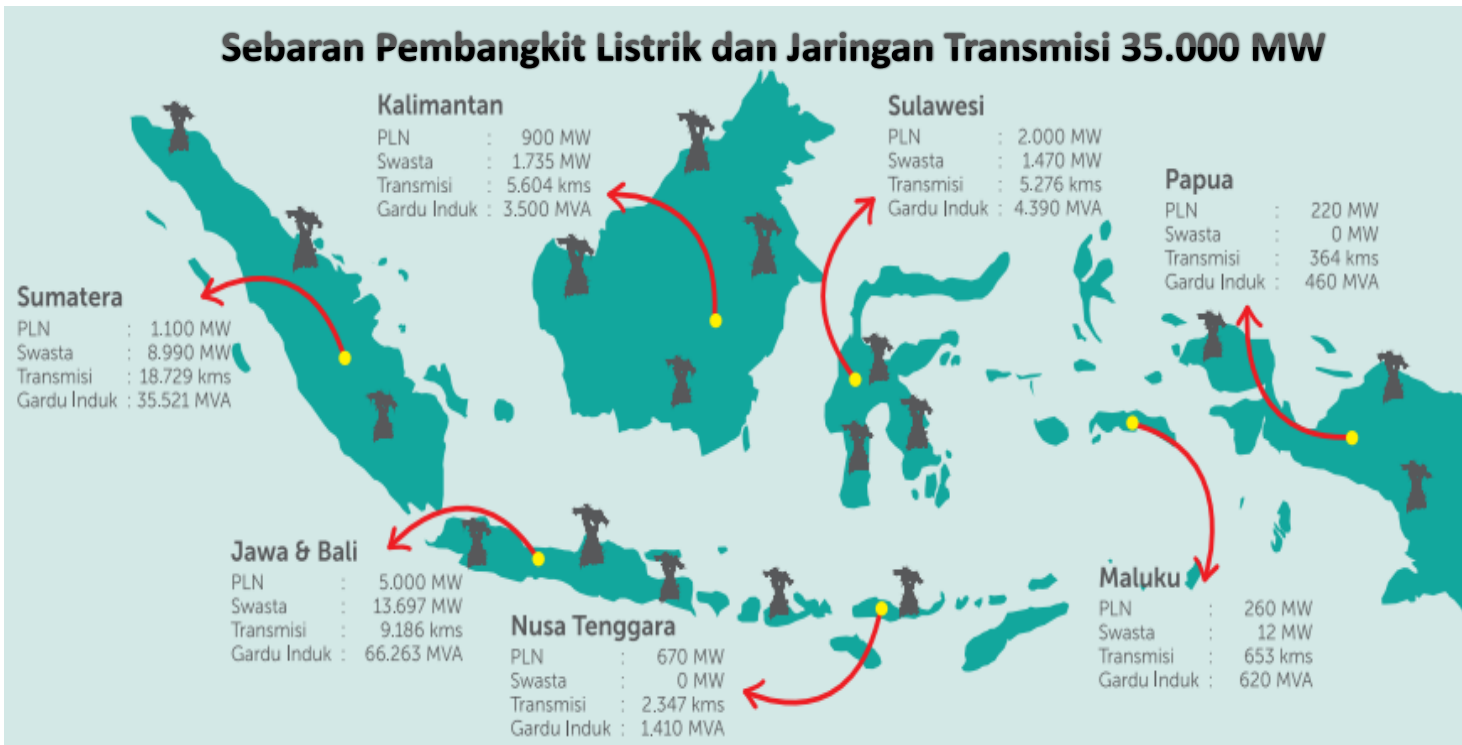 Sebaran Pembangkit Listrik dan Jaringan Transmisi 35.000 MW
Kalimantan
PLN : 900 MW
Swasta : 1.735 MW
Transmisi : 5.604 kms
Gardu Induk : 3.500 MVA
Sulawesi
PLN : 2.000 MW
Swasta : 1.470 MW
Transmisi : 5.276 kms
Gardu Induk : 4.390 MVA
Papua
PLN : 220 MW
Swasta : 0 MW
Transmisi : 364 kms
Gardu Induk : 460 MVA
Sumatera
PLN : 1.100 MW
Swasta : 8.990 MW
Transmisi : 18.729 kms
Gardu Induk : 35.521 MVA
Jawa & Bali
PLN : 5.000 MW
Swasta : 13.697 MW
Transmisi : 9.186 kms
Gardu Induk : 66.263 MVA
Nusa Tenggara
PLN : 670 MW
Swasta : 0 MW
Transmisi : 2.347 kms
Gardu Induk : 1.410 MVA
Maluku
PLN : 260 MW
Swasta : 12 MW
Transmisi : 653 kms
Gardu Induk : 620 MVA